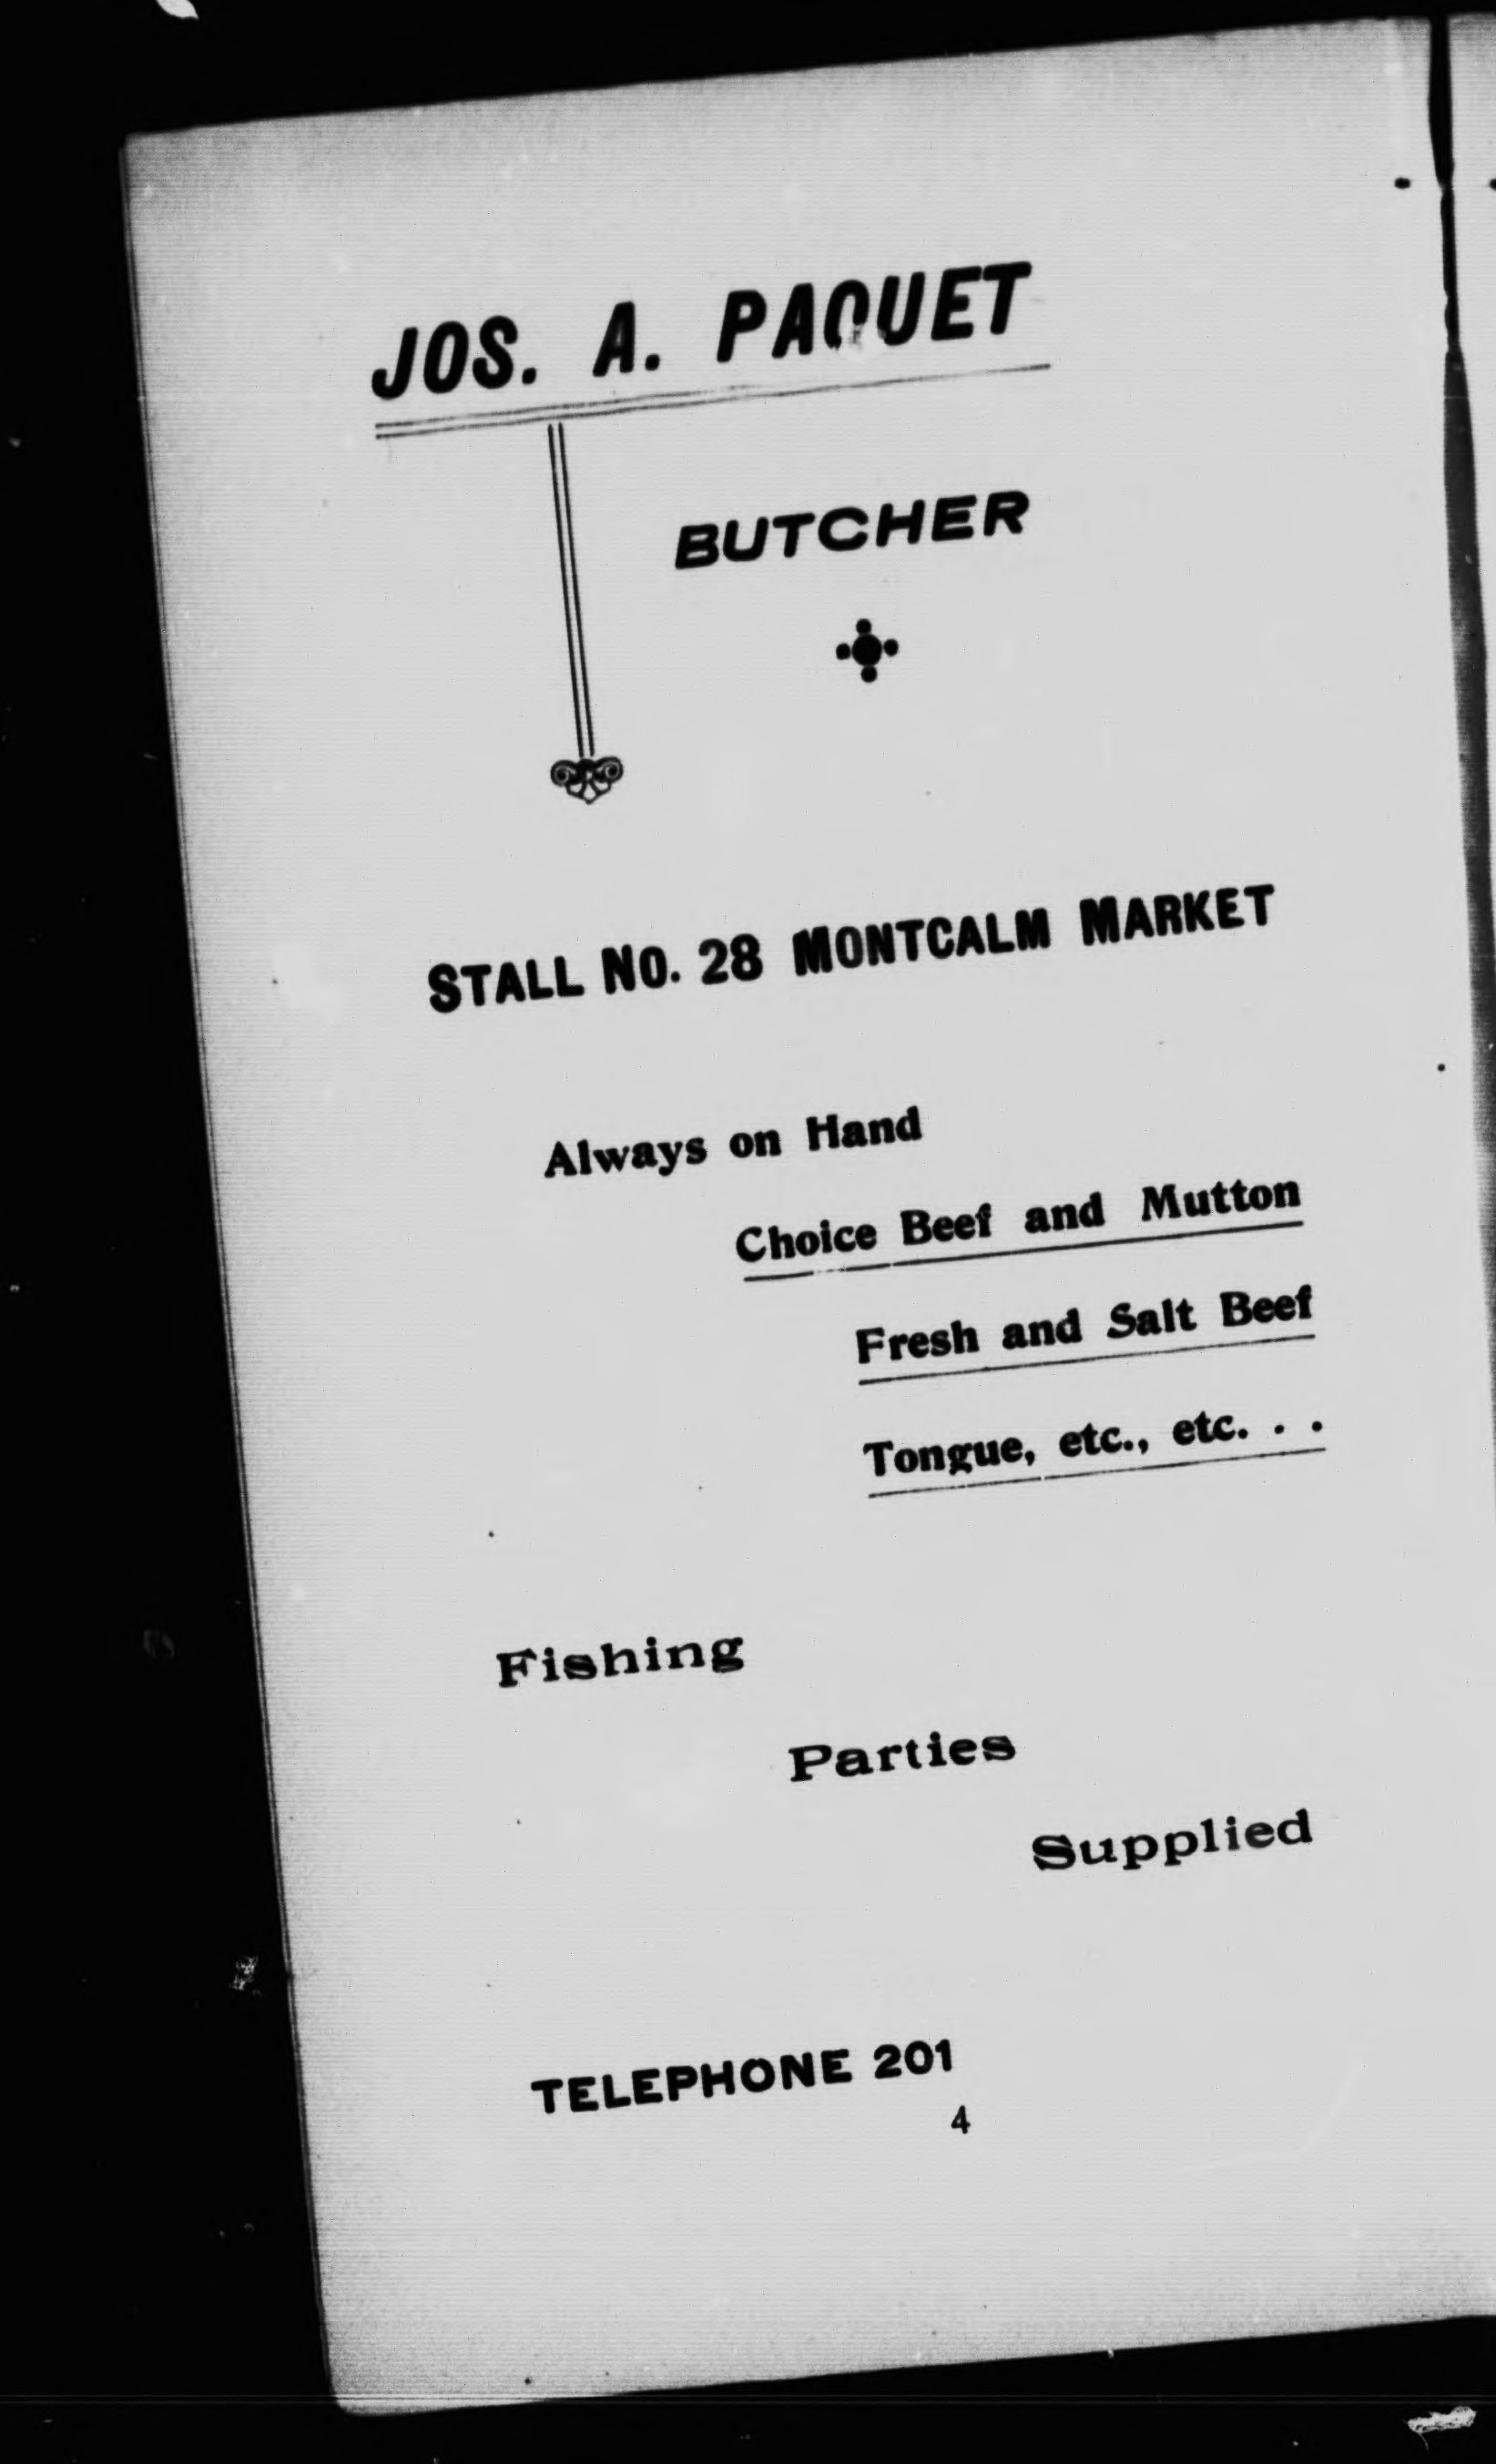 JOS. A. PAQUET
BUTCHER
STALL NO. 28 MONTCALM MARKET
Always on Hand
Choice Beef and Mutton
Fresh and Salt Beef
Tongue, etc., etc. . .
Fishing
Parties
Supplied
TELEPHONE 201
4